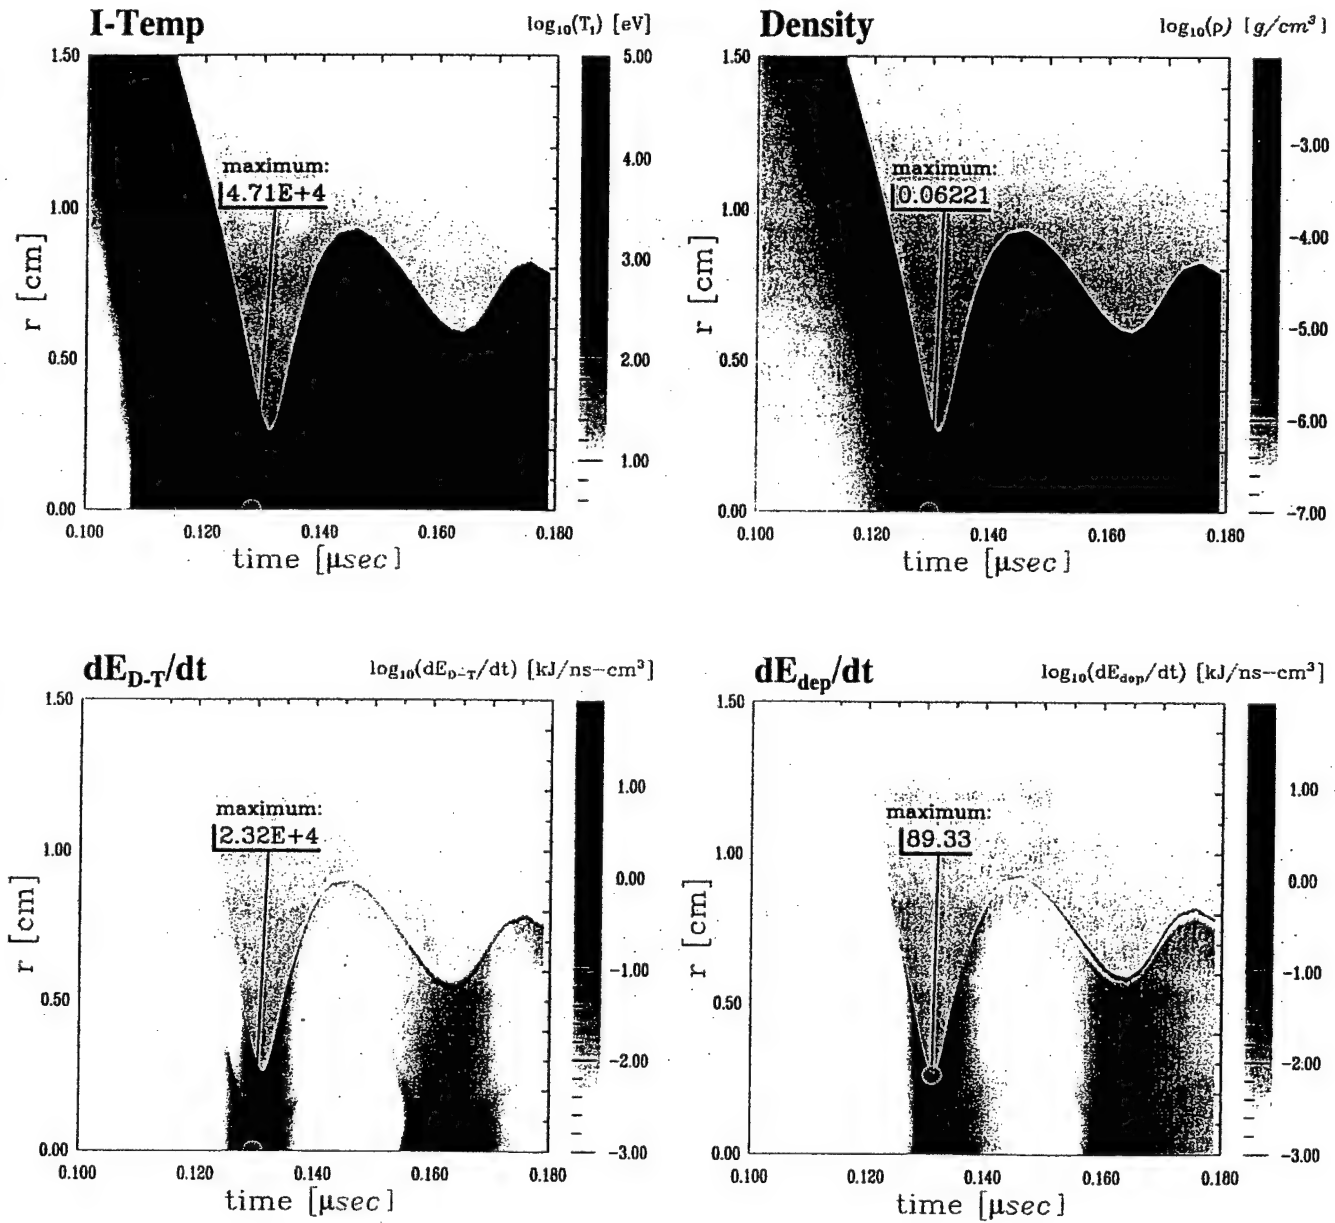 I-Temp
log₁₀(T₁) [eV]
1.50
1.00
0.50
0.00
r [cm]
maximum:
4.71E+4
0.100
0.120
0.140
0.160
0.180
time [μsec]
5.00
4.00
3.00
2.00
1.00
Density
log₁₀(ρ) [g/cm³]
1.50
1.00
0.50
0.00
r [cm]
maximum:
0.06221
0.100
0.120
0.140
0.160
0.180
time [μsec]
-3.00
-4.00
-5.00
-6.00
-7.00
dE_D-T/dt
log₁₀(dE_D-T/dt) [kJ/ns-cm³]
1.50
1.00
0.50
0.00
r [cm]
maximum:
2.32E+4
0.100
0.120
0.140
0.160
0.180
time [μsec]
1.00
0.00
-1.00
-2.00
-3.00
dE_dep/dt
log₁₀(dE_dep/dt) [kJ/ns-cm³]
1.50
1.00
0.50
0.00
r [cm]
maximum:
89.33
0.100
0.120
0.140
0.160
0.180
time [μsec]
1.00
0.00
-1.00
-2.00
-3.00